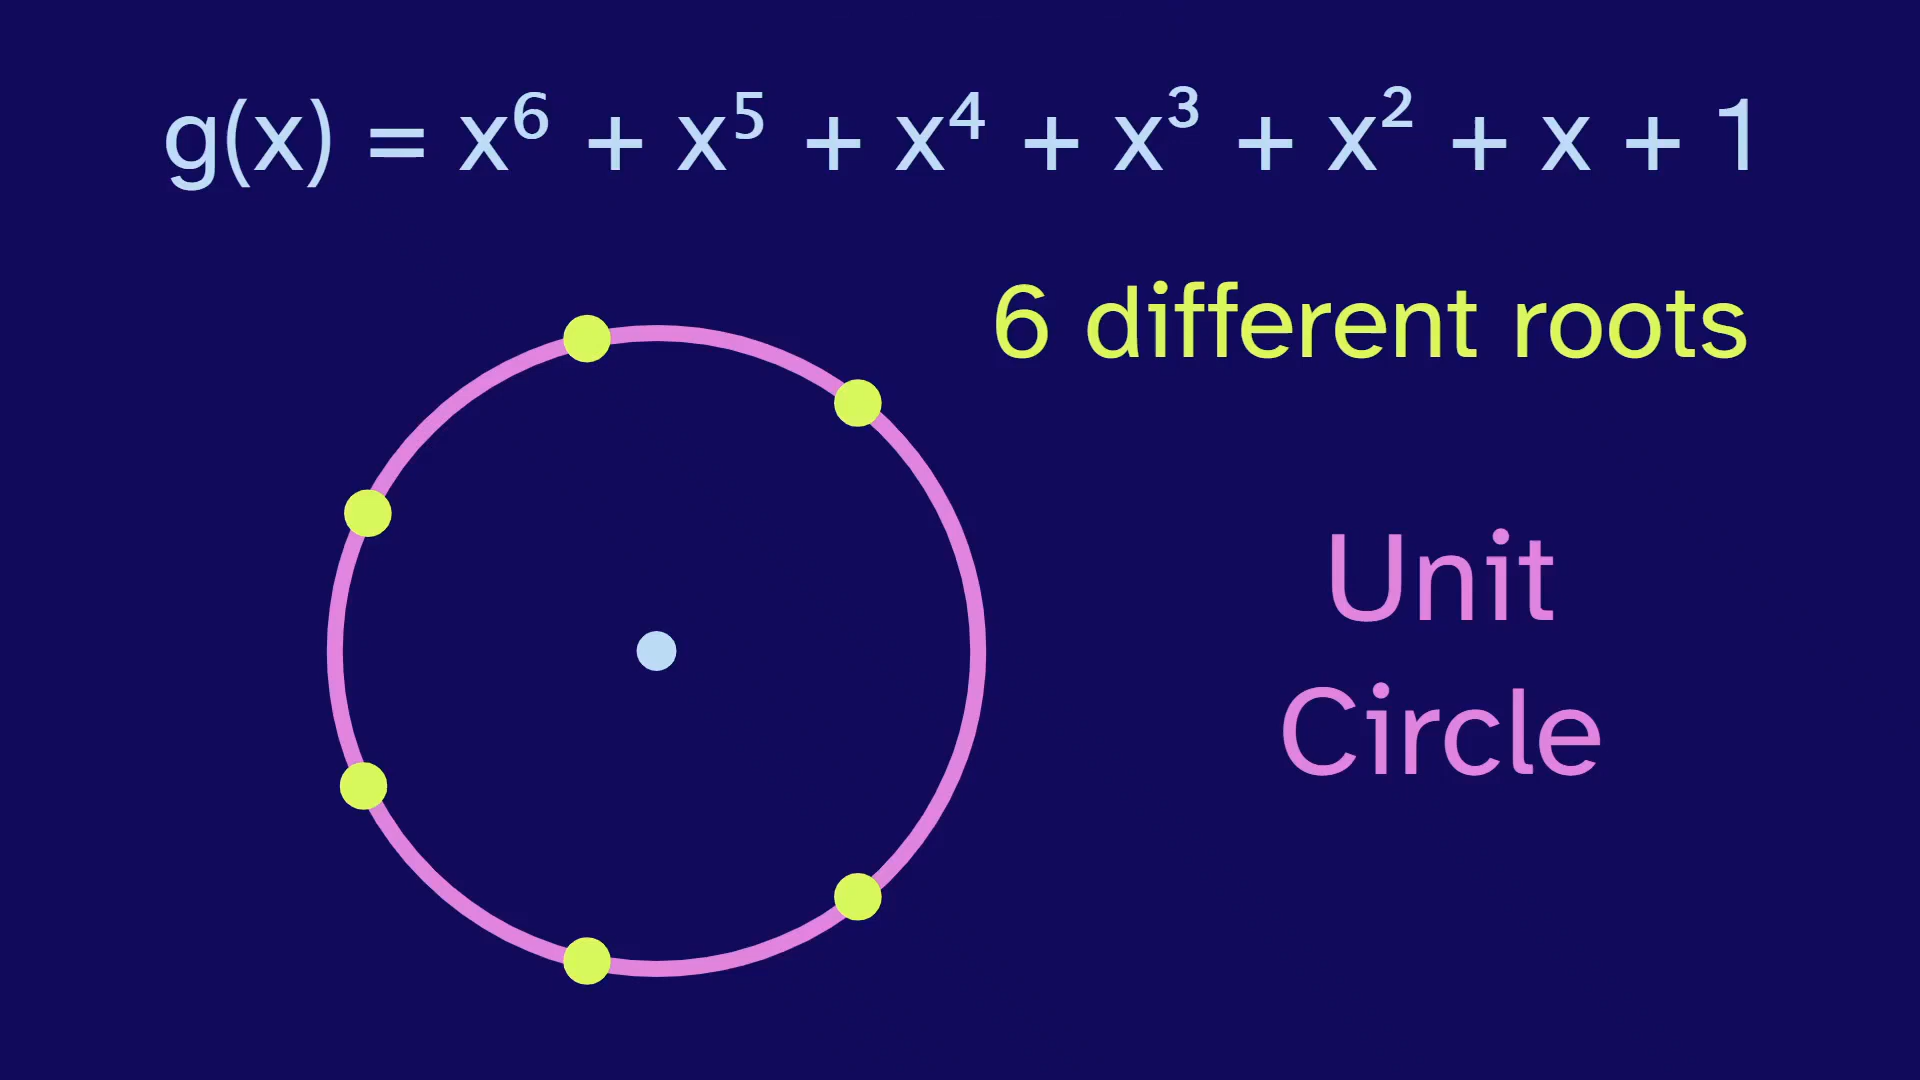 g(x) = x⁶ + x⁵ + x⁴ + x³ + x² + x + 1
6 different roots
Unit
Circle